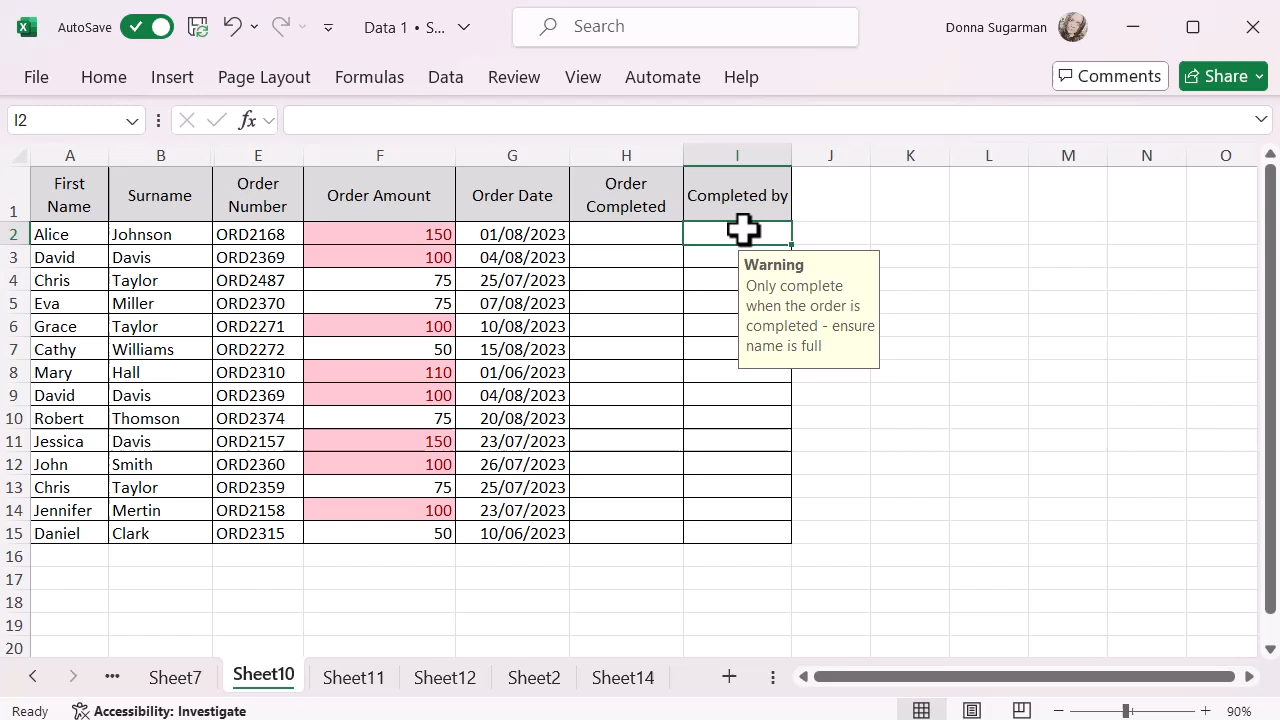 AutoSave
Data 1 • S...
Search
Donna Sugarman
File Home Insert Page Layout Formulas Data Review View Automate Help
Comments Share
I2 fx
A B E F G H I J K L M N O
1 First Name Surname Order Number Order Amount Order Date Order Completed Completed by
2 Alice Johnson ORD2168 150 01/08/2023
3 David Davis ORD2369 100 04/08/2023
4 Chris Taylor ORD2487 75 25/07/2023
5 Eva Miller ORD2370 75 07/08/2023
6 Grace Taylor ORD2271 100 10/08/2023
7 Cathy Williams ORD2272 50 15/08/2023
8 Mary Hall ORD2310 110 01/06/2023
9 David Davis ORD2369 100 04/08/2023
10 Robert Thomson ORD2374 75 20/08/2023
11 Jessica Davis ORD2157 150 23/07/2023
12 John Smith ORD2360 100 26/07/2023
13 Chris Taylor ORD2359 75 25/07/2023
14 Jennifer Mertin ORD2158 100 23/07/2023
15 Daniel Clark ORD2315 50 10/06/2023
16
17
18
19
20
Warning
Only complete
when the order is
completed - ensure
name is full
Sheet7 Sheet10 Sheet11 Sheet12 Sheet2 Sheet14
Ready Accessibility: Investigate 90%